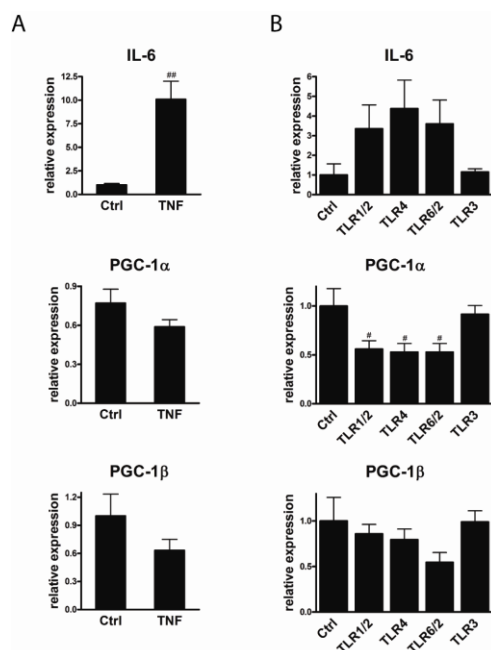 A
IL-6
relative expression
12.5
10.0
7.5
5.0
2.5
0.0
##
Ctrl TNF
PGC-1α
relative expression
0.9
0.6
0.3
0.0
Ctrl TNF
PGC-1β
relative expression
1.2
0.9
0.6
0.3
0.0
Ctrl TNF
B
IL-6
relative expression
6
5
4
3
2
1
0
Ctrl TLR1/2 TLR4 TLR6/2 TLR3
PGC-1α
relative expression
1.0
0.5
0.0
# # #
Ctrl TLR1/2 TLR4 TLR6/2 TLR3
PGC-1β
relative expression
1.0
0.5
0.0
Ctrl TLR1/2 TLR4 TLR6/2 TLR3